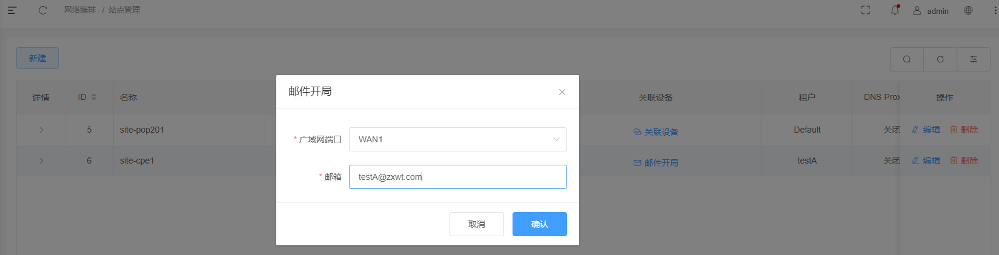 网络编排 / 站点管理
admin
新建
详情 ID 名称 关联设备 租户 DNS Prox 操作
5 site-pop201 关联设备 Default 关闭 编辑 删除
6 site-cpe1 邮件开局 testA 关闭 编辑 删除
邮件开局
* 广域网端口 WAN1
* 邮箱 testA@zxwt.com
取消 确认